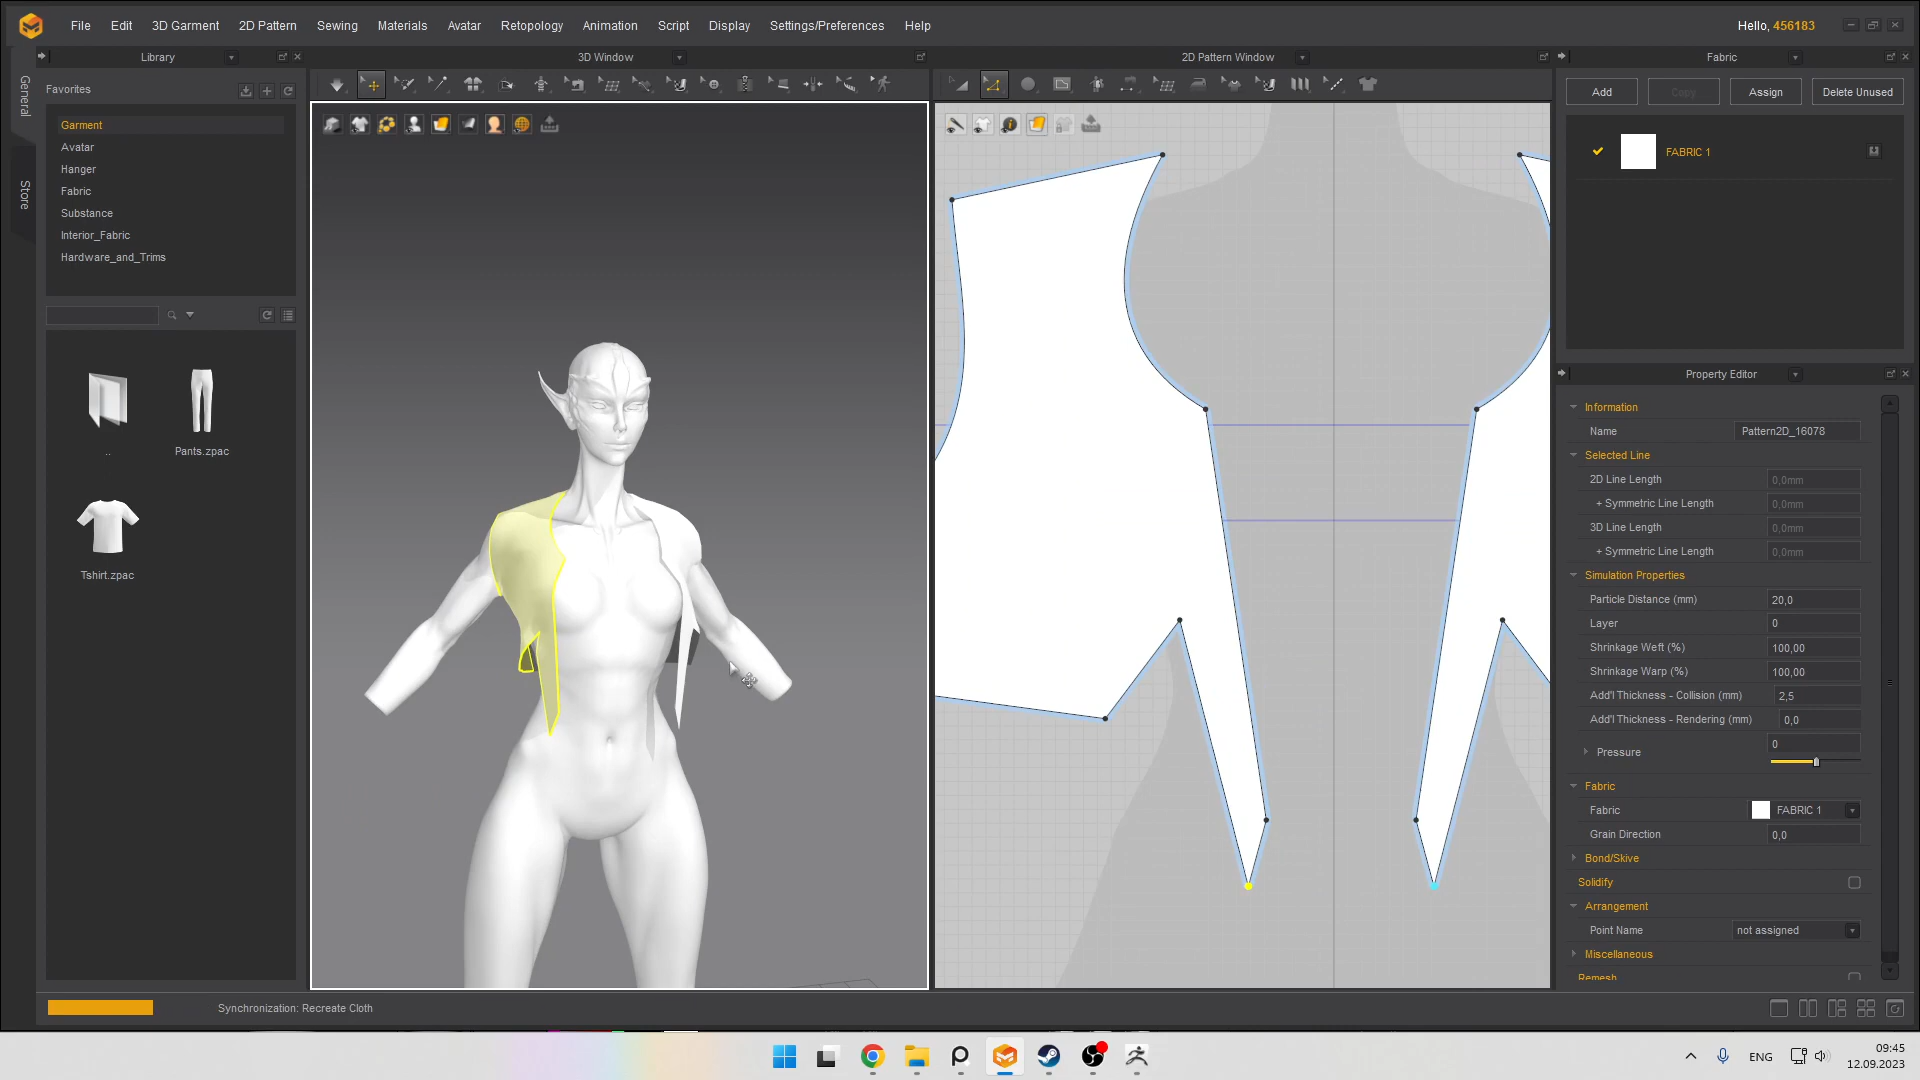 File Edit 3D Garment 2D Pattern Sewing Materials Avatar Retopology Animation Script Display Settings/Preferences Help
Hello, 456183
Library
3D Window
2D Pattern Window
Fabric
General
Store
Favorites
Garment
Avatar
Hanger
Fabric
Substance
Interior_Fabric
Hardware_and_Trims
..
Pants.zpac
Tshirt.zpac
Add
Copy
Assign
Delete Unused
FABRIC 1
Property Editor
Information
Name Pattern2D_16078
Selected Line
2D Line Length 0,0mm
+ Symmetric Line Length 0,0mm
3D Line Length 0,0mm
+ Symmetric Line Length 0,0mm
Simulation Properties
Particle Distance (mm) 20,0
Layer 0
Shrinkage Weft (%) 100,00
Shrinkage Warp (%) 100,00
Add'l Thickness - Collision (mm) 2,5
Add'l Thickness - Rendering (mm) 0,0
Pressure 0
Fabric
Fabric FABRIC 1
Grain Direction 0,0
Bond/Skive
Solidify
Arrangement
Point Name not assigned
Miscellaneous
Remesh
Synchronization: Recreate Cloth
ENG
09:45
12.09.2023